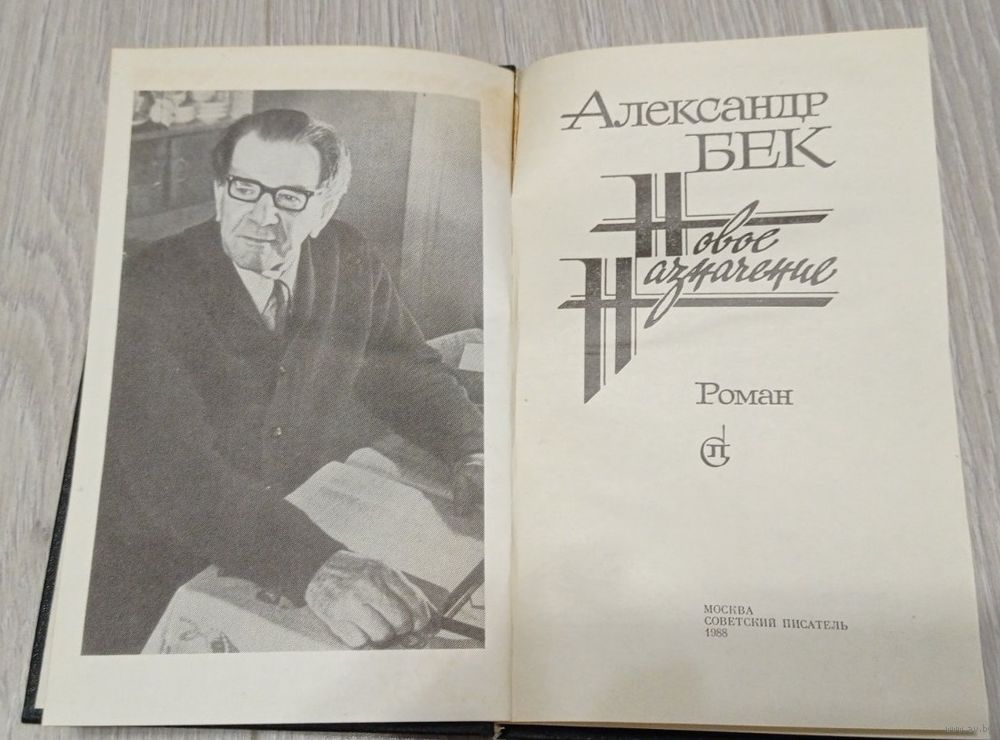 Александр
БЕК
Новое
Назначение
Роман
СП
МОСКВА
СОВЕТСКИЙ ПИСАТЕЛЬ
1988